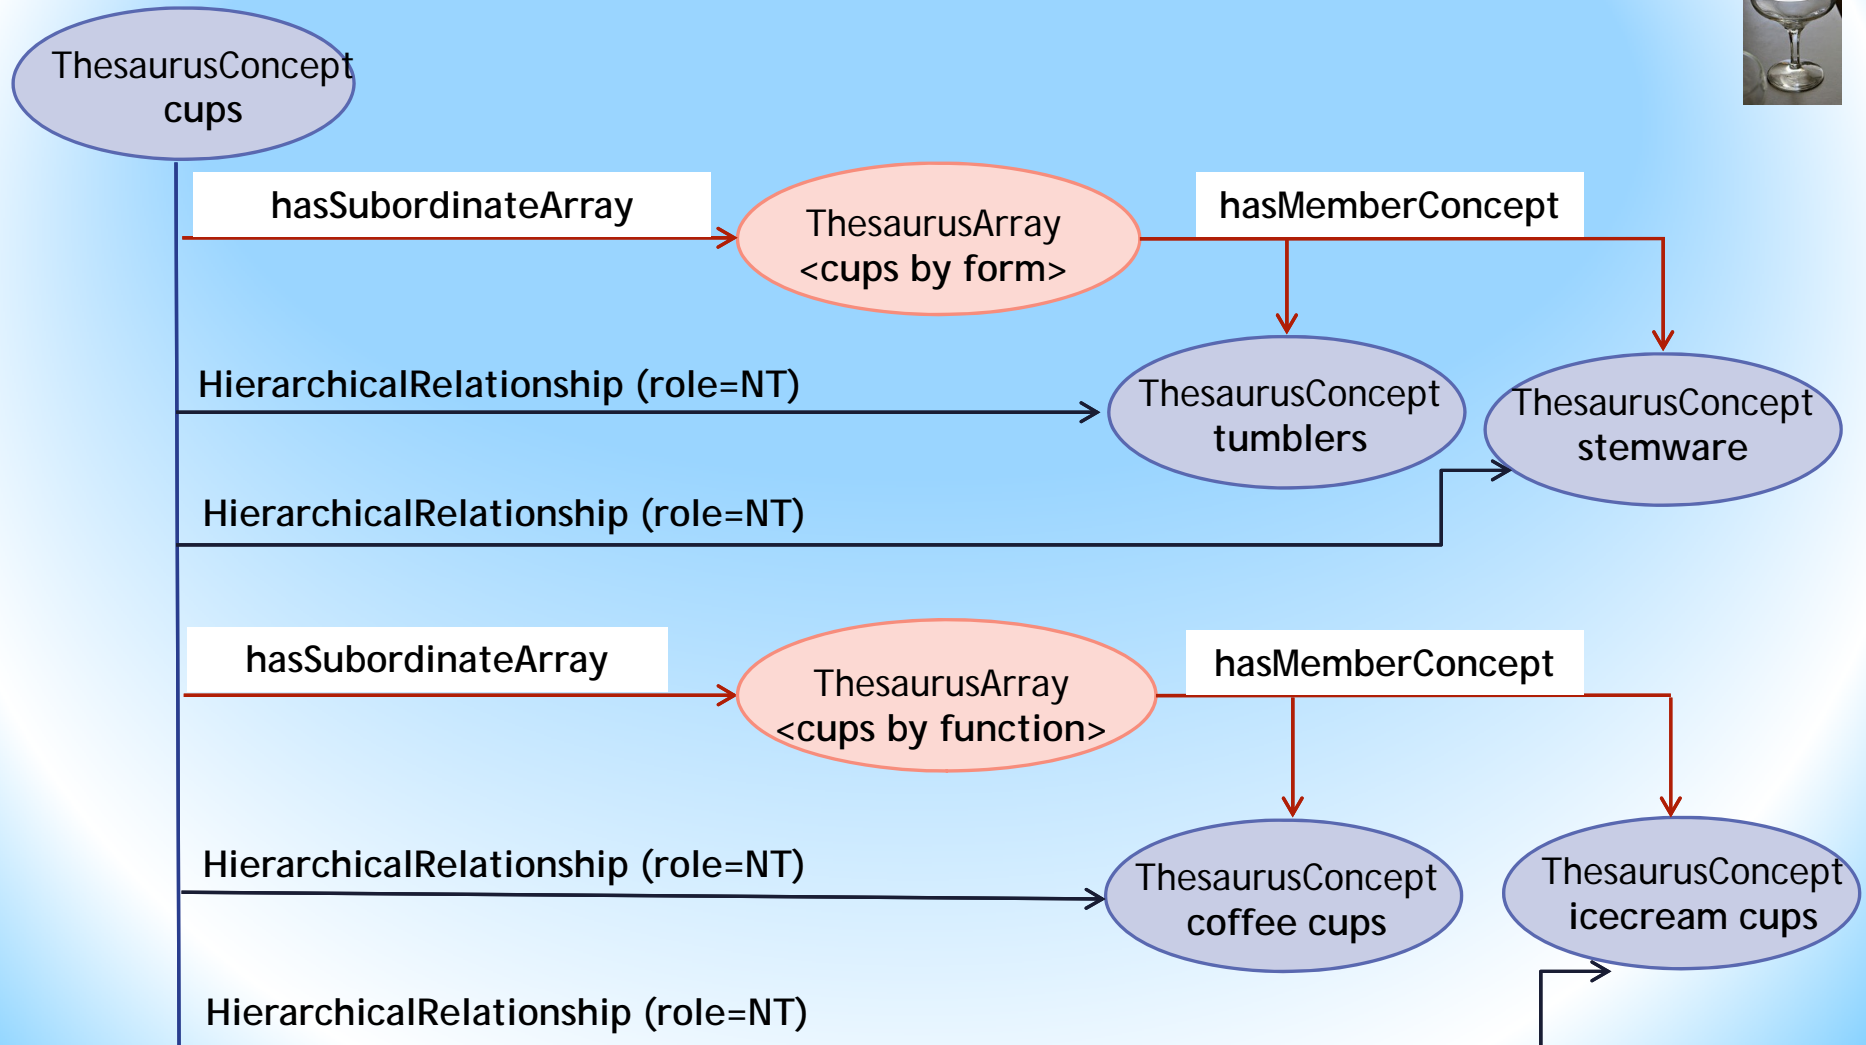 ThesaurusConcept
cups
hasSubordinateArray
ThesaurusArray
<cups by form>
hasMemberConcept
HierarchicalRelationship (role=NT)
ThesaurusConcept
tumblers
ThesaurusConcept
stemware
HierarchicalRelationship (role=NT)
hasSubordinateArray
ThesaurusArray
<cups by function>
hasMemberConcept
HierarchicalRelationship (role=NT)
ThesaurusConcept
coffee cups
ThesaurusConcept
icecream cups
HierarchicalRelationship (role=NT)